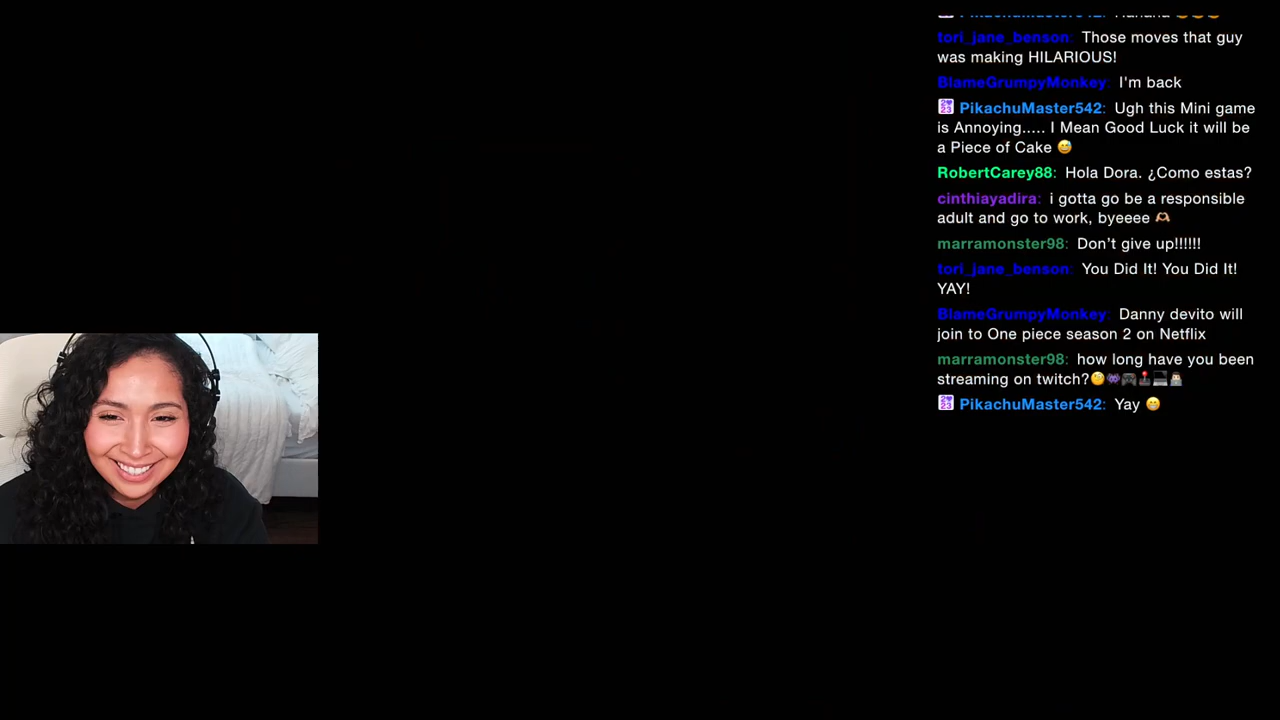 tori_jane_benson: Those moves that guy
was making HILARIOUS!
BlameGrumpyMonkey: I'm back
PikachuMaster542: Ugh this Mini game
is Annoying..... I Mean Good Luck it will be
a Piece of Cake 😅
RobertCarey88: Hola Dora. ¿Como estas?
cinthiayadira: i gotta go be a responsible
adult and go to work, byeeee 🫶🏽
marramonster98: Don’t give up!!!!!!
tori_jane_benson: You Did It! You Did It!
YAY!
BlameGrumpyMonkey: Danny devito will
join to One piece season 2 on Netflix
marramonster98: how long have you been
streaming on twitch?🧐👾🎮🕹️💻👩🏻‍💻
PikachuMaster542: Yay 😁